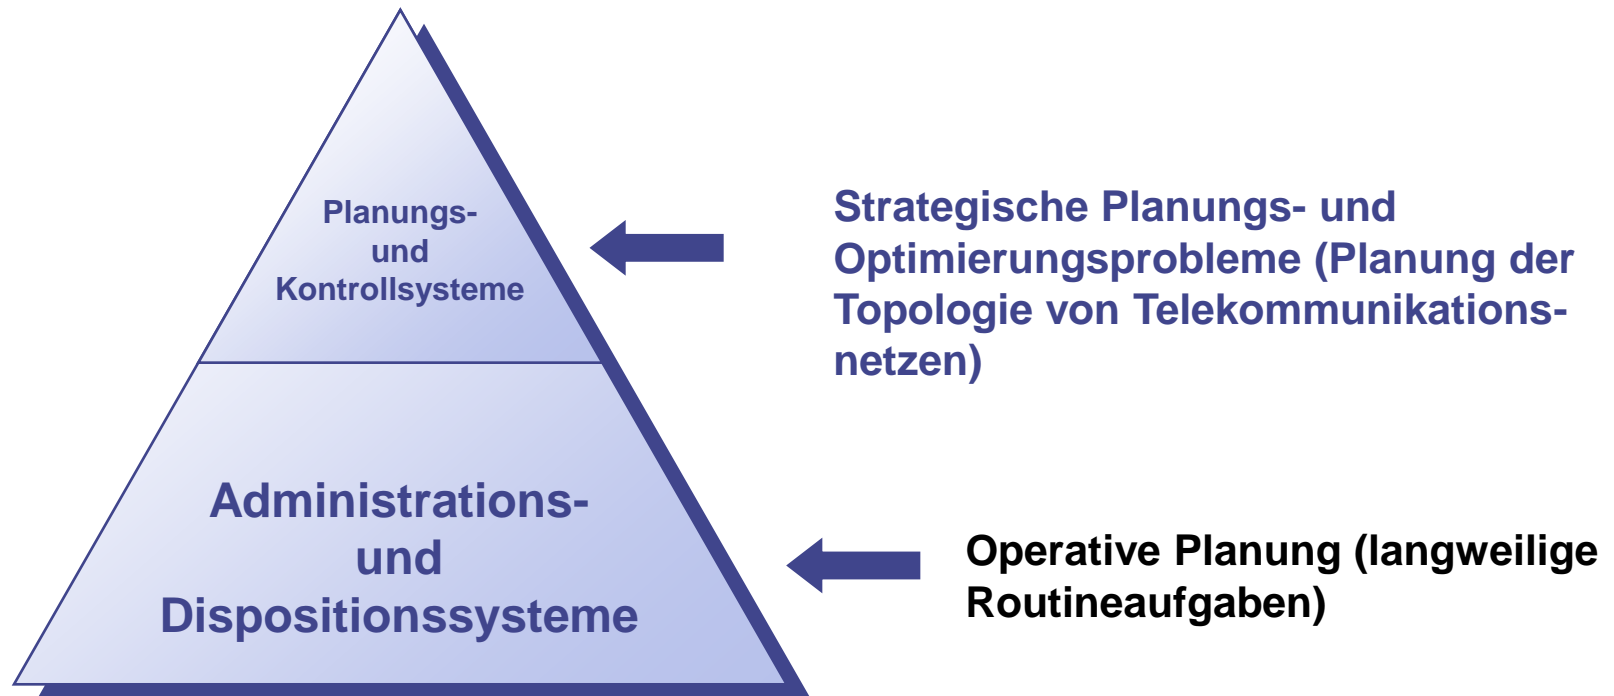 Planungs-
und
Kontrollsysteme
Strategische Planungs- und
Optimierungsprobleme (Planung der
Topologie von Telekommunikations-
netzen)
Administrations-
und
Dispositionssysteme
Operative Planung (langweilige
Routineaufgaben)